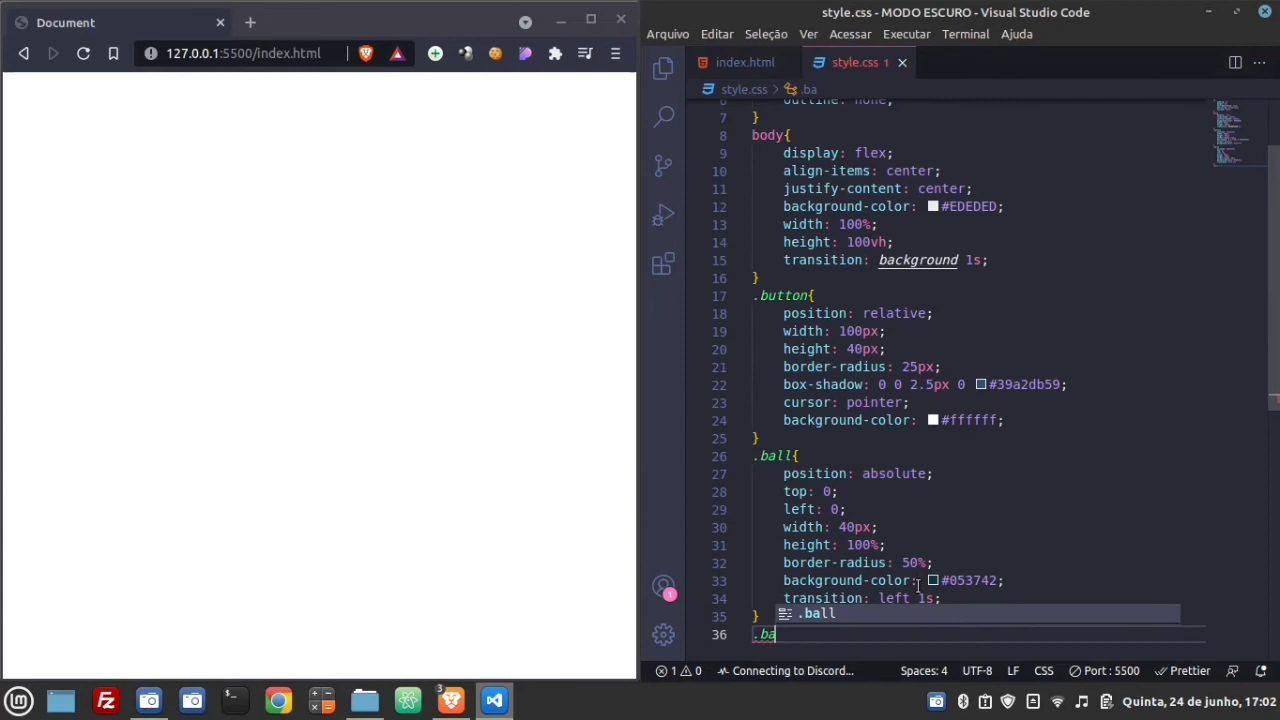 Document
127.0.0.1:5500/index.html
style.css - MODO ESCURO - Visual Studio Code
Arquivo Editar Seleção Ver Acessar Executar Terminal Ajuda
index.html
style.css 1
style.css > .ba
6 outline: none;
7 }
8 body{
9 display: flex;
10 align-items: center;
11 justify-content: center;
12 background-color: #EDEDED;
13 width: 100%;
14 height: 100vh;
15 transition: background 1s;
16 }
17 .button{
18 position: relative;
19 width: 100px;
20 height: 40px;
21 border-radius: 25px;
22 box-shadow: 0 0 2.5px 0 #39a2db59;
23 cursor: pointer;
24 background-color: #ffffff;
25 }
26 .ball{
27 position: absolute;
28 top: 0;
29 left: 0;
30 width: 40px;
31 height: 100%;
32 border-radius: 50%;
33 background-color: #053742;
34 transition: left 1s;
35 }
.ball
36 .ba
1
1 0 Connecting to Discord... Spaces: 4 UTF-8 LF CSS Port : 5500 Prettier
3
Quinta, 24 de junho, 17:02